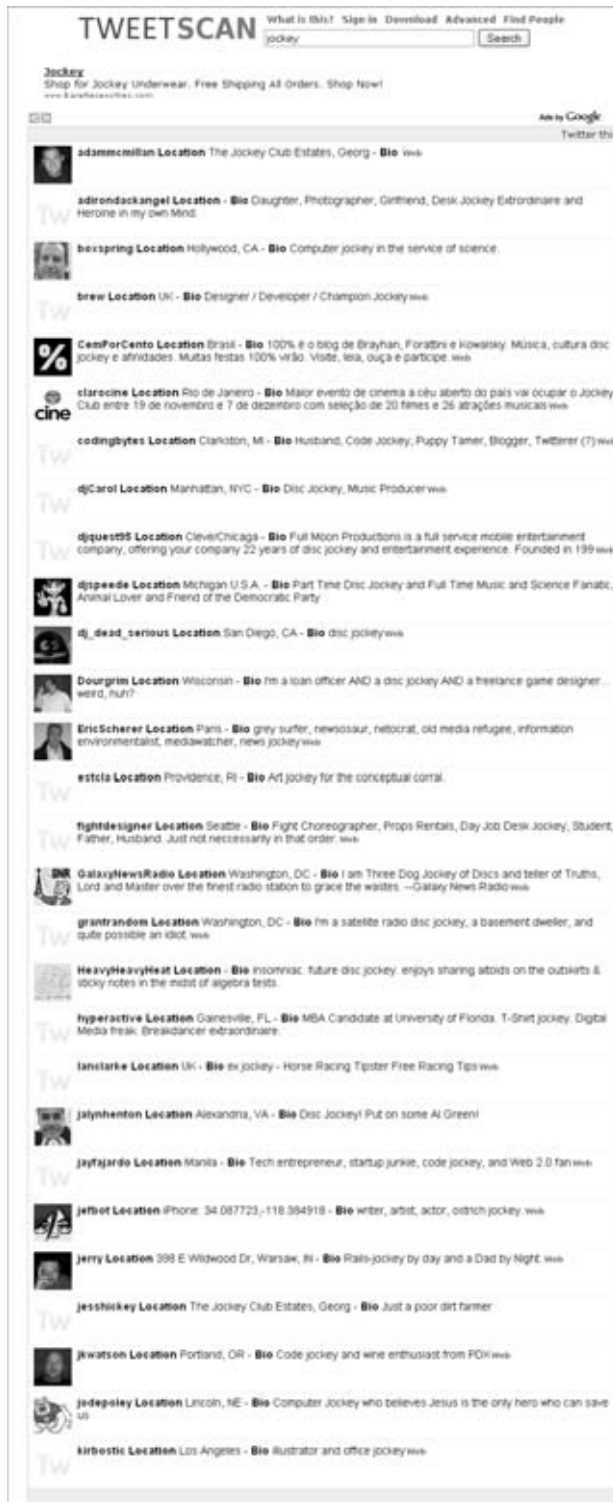 TWEETSCAN
What is this? Sign in Download Advanced Find People
jockey
Search
Jockey
Shop for Jockey Underwear. Free Shipping All Orders. Shop Now!
Ads by Google
Twitter thi
adammcmillan Location The Jockey Club Estates, Georg - Bio Web
adirondackangel Location - Bio Daughter, Photographer, Girlfriend, Desk Jockey Extrordinaire and
Heroine in my own Mind.
Tw
boxspring Location Hollywood, CA - Bio Computer jockey in the service of science.
brew Location UK - Bio Designer / Developer / Champion Jockey Web
Tw
CemPorCento Location Brasil - Bio 100% é o blog de Brayhan, Forattini e Kowalsky. Música, cultura disc
jockey e afinidades. Muitas festas 100% virão. Visite, leia, ouça e participe. Web
%
clarocine Location Rio de Janeiro - Bio Maior evento de cinema a céu aberto do país vai ocupar o Jockey
Club entre 19 de novembro e 7 de dezembro com seleção de 20 filmes e 26 atrações musicais Web
cine
codingbytes Location Clarkston, MI - Bio Husband, Code Jockey, Puppy Tamer, Blogger, Twitterer (7) Web
Tw
djCarol Location Manhattan, NYC - Bio Disc Jockey, Music Producer Web
Tw
djquest95 Location Cleve/Chicaga - Bio Full Moon Productions is a full service mobile entertainment
company, offering your company 22 years of disc jockey and entertainment experience. Founded in 199 Web
Tw
djspeede Location Michigan U.S.A. - Bio Part Time Disc Jockey and Full Time Music and Science Fanatic,
Animal Lover and Friend of the Democratic Party
dj_dead_serious Location San Diego, CA - Bio disc jockey Web
Dourgrim Location Wisconsin - Bio I'm a loan officer AND a disc jockey AND a freelance game designer...
weird, huh?
EricScherer Location Paris - Bio grey surfer, newsosaur, netocrat, old media refugee, information
environmentalist, mediawatcher, news jockey Web
estcla Location Providence, RI - Bio Art jockey for the conceptual corral.
Tw
fightdesigner Location Seattle - Bio Fight Choreographer, Props Rentals, Day Job Desk Jockey, Student,
Father, Husband. Just not neccessarily in that order. Web
Tw
GalaxyNewsRadio Location Washington, DC - Bio I am Three Dog Jockey of Discs and teller of Truths,
Lord and Master over the finest radio station to grace the wastes. --Galaxy News Radio Web
GNR
grantrandom Location Washington, DC - Bio I'm a satellite radio disc jockey, a basement dweller, and
quite possible an idiot. Web
Tw
HeavyHeavyHeat Location - Bio insomniac. future disc jockey. enjoys sharing altoids on the outskirts &
sticky notes in the midst of algebra tests.
hyperactive Location Gainesville, FL - Bio MBA Candidate at University of Florida. T-Shirt jockey. Digital
Media freak. Breakdancer extraordinaire.
Tw
Ianclarke Location UK - Bio ex jockey - Horse Racing Tipster Free Racing Tips Web
Tw
jalynhenton Location Alexandria, VA - Bio Disc Jockey! Put on some Al Green!
jayfajardo Location Manila - Bio Tech entrepreneur, startup junkie, code jockey, and Web 2.0 fan Web
Tw
jefbot Location iPhone: 34.087723,-118.384918 - Bio writer, artist, actor, ostrich jockey. Web
jerry Location 398 E Wildwood Dr, Warsaw, IN - Bio Rails-jockey by day and a Dad by Night. Web
jesshickey Location The Jockey Club Estates, Georg - Bio Just a poor dirt farmer
Tw
jkwatson Location Portland, OR - Bio Code jockey and wine enthusiast from PDX Web
jodepoley Location Lincoln, NE - Bio Computer Jockey who believes Jesus is the only hero who can save
us
kirbostic Location Los Angeles - Bio illustrator and office jockey Web
Tw